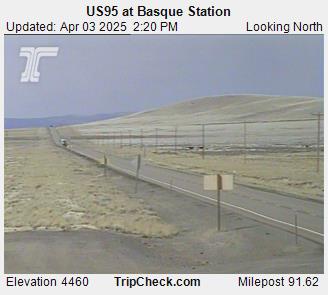 US95 at Basque Station
Updated: Apr 03 2025 2:20 PM Looking North
Elevation 4460 TripCheck.com Milepost 91.62